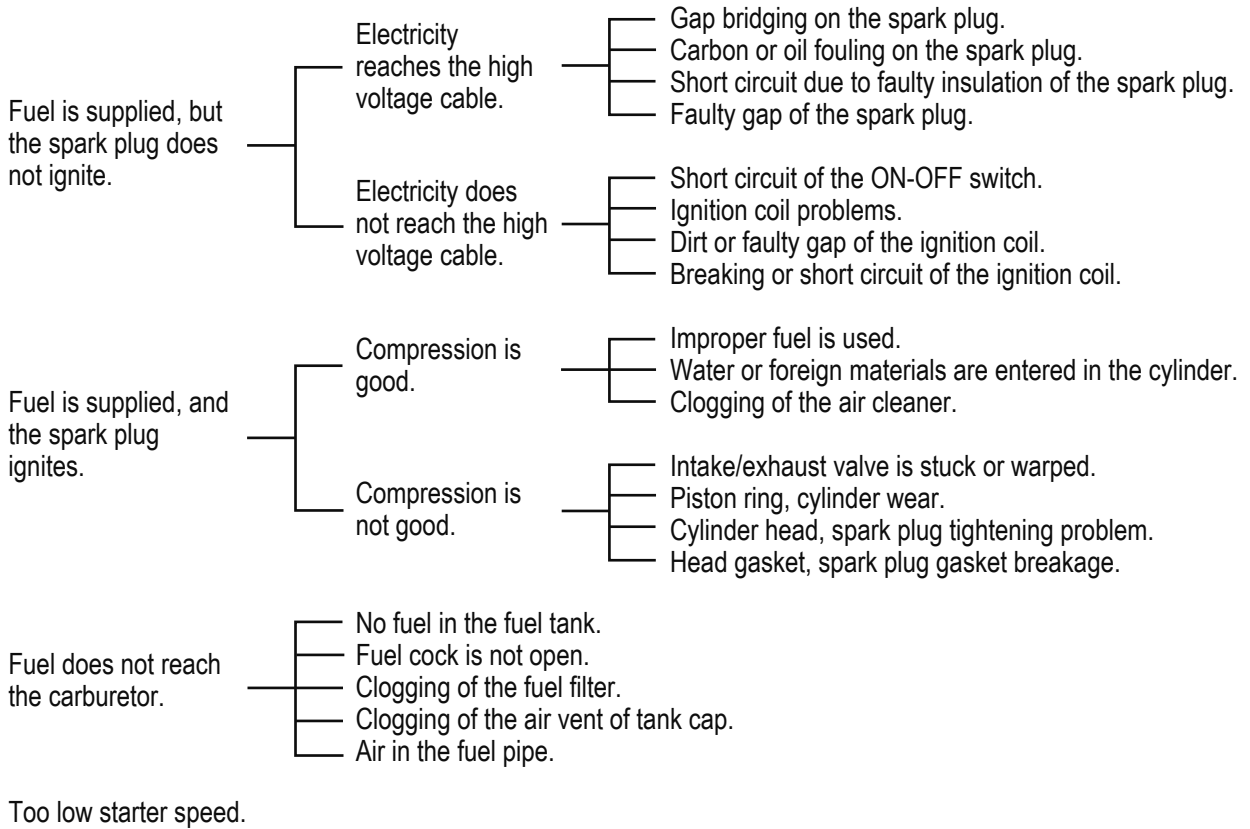 Fuel is supplied, but
the spark plug does
not ignite.
Electricity
reaches the high
voltage cable.
Gap bridging on the spark plug.
Carbon or oil fouling on the spark plug.
Short circuit due to faulty insulation of the spark plug.
Faulty gap of the spark plug.
Electricity does
not reach the high
voltage cable.
Short circuit of the ON-OFF switch.
Ignition coil problems.
Dirt or faulty gap of the ignition coil.
Breaking or short circuit of the ignition coil.
Fuel is supplied, and
the spark plug
ignites.
Compression is
good.
Improper fuel is used.
Water or foreign materials are entered in the cylinder.
Clogging of the air cleaner.
Compression is
not good.
Intake/exhaust valve is stuck or warped.
Piston ring, cylinder wear.
Cylinder head, spark plug tightening problem.
Head gasket, spark plug gasket breakage.
Fuel does not reach
the carburetor.
No fuel in the fuel tank.
Fuel cock is not open.
Clogging of the fuel filter.
Clogging of the air vent of tank cap.
Air in the fuel pipe.
Too low starter speed.